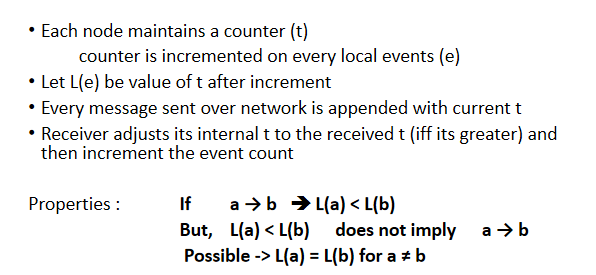 • Each node maintains a counter (t)
counter is incremented on every local events (e)
• Let L(e) be value of t after increment
• Every message sent over network is appended with current t
• Receiver adjusts its internal t to the received t (iff its greater) and
then increment the event count
Properties : If a → b ➔ L(a) < L(b)
But, L(a) < L(b) does not imply a → b
Possible -> L(a) = L(b) for a ≠ b